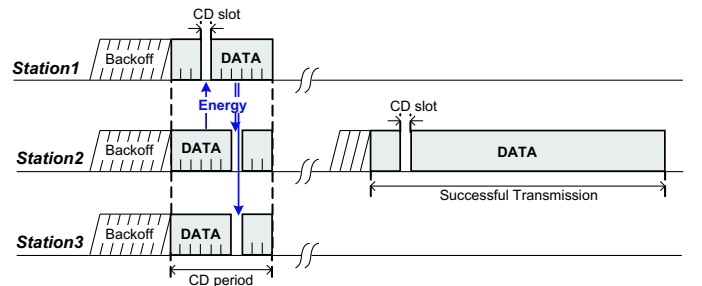 CD slot
Station1
Backoff
DATA
Energy
CD slot
Station2
Backoff
DATA
DATA
Successful Transmission
Station3
Backoff
DATA
CD period